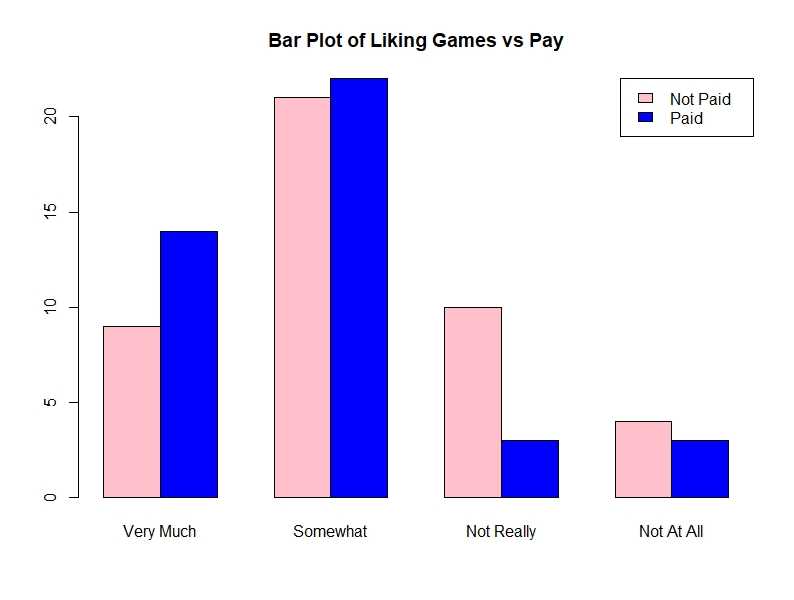 Bar Plot of Liking Games vs Pay
Not Paid
Paid
20
15
10
5
0
Very Much
Somewhat
Not Really
Not At All